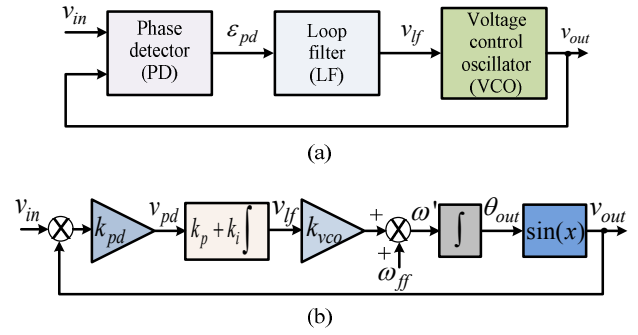 v_in
Phase detector (PD)
ε_pd
Loop filter (LF)
v_lf
Voltage control oscillator (VCO)
v_out
(a)
v_in
k_pd
v_pd
k_p + k_i ∫
v_lf
k_vco
+
+
ω_ff
ω'
∫
θ_out
sin(x)
v_out
(b)